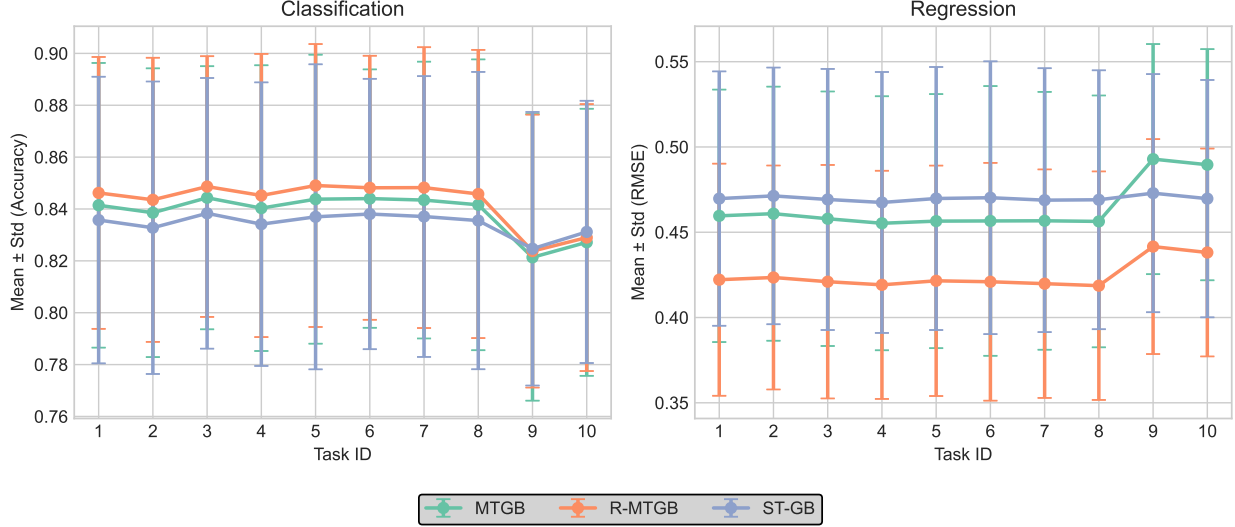 Classification
Mean ± Std (Accuracy)
0.90
0.88
0.86
0.84
0.82
0.80
0.78
0.76
1 2 3 4 5 6 7 8 9 10
Task ID
Regression
Mean ± Std (RMSE)
0.55
0.50
0.45
0.40
0.35
1 2 3 4 5 6 7 8 9 10
Task ID
MTGB R-MTGB ST-GB